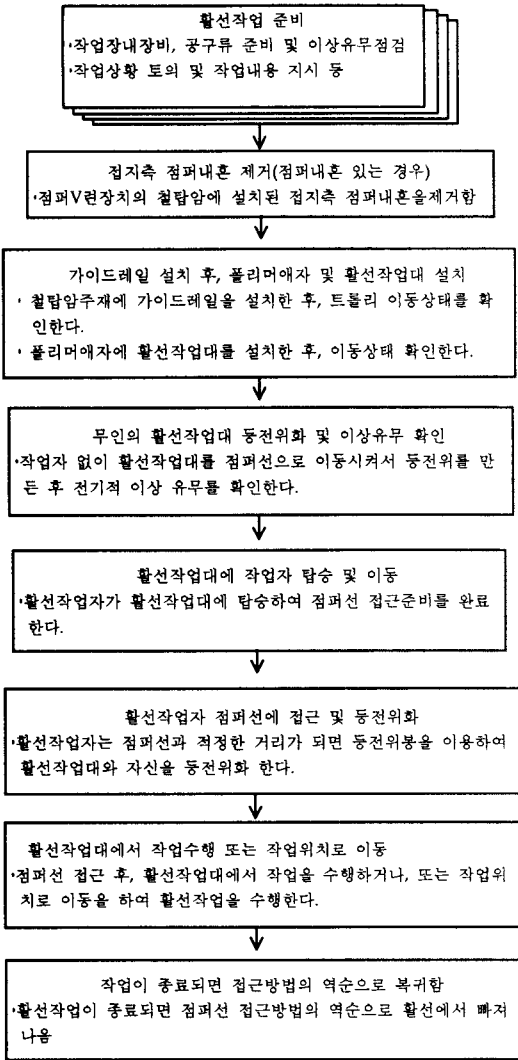 활선작업 준비
·작업장내장비, 공구류 준비 및 이상유무점검
·작업상황 토의 및 작업내용 지시 등
접지측 점퍼내혼 제거(점퍼내혼 있는 경우)
·점퍼V련장치의 철탑암에 설치된 접지측 점퍼내혼을제거함
가이드레일 설치 후, 폴리머애자 및 활선작업대 설치
· 철탑암주재에 가이드레일을 설치한 후, 트롤리 이동상태를 확
인한다.
· 폴리머애자에 활선작업대를 설치한 후, 이동상태 확인한다.
무인의 활선작업대 등전위화 및 이상유무 확인
·작업자 없이 활선작업대를 점퍼선으로 이동시켜서 등전위를 만
든 후 전기적 이상 유무를 확인한다.
활선작업대에 작업자 탑승 및 이동
·활선작업자가 활선작업대에 탑승하여 점퍼선 접근준비를 완료
한다.
활선작업자 점퍼선에 접근 및 등전위화
·활선작업자는 점퍼선과 적정한 거리가 되면 등전위봉을 이용하여
활선작업대와 자신을 등전위화 한다.
활선작업대에서 작업수행 또는 작업위치로 이동
·점퍼선 접근 후, 활선작업대에서 작업을 수행하거나, 또는 작업위
치로 이동을 하여 활선작업을 수행한다.
작업이 종료되면 접근방법의 역순으로 복귀함
·활선작업이 종료되면 점퍼선 접근방법의 역순으로 활선에서 빠져
나옴